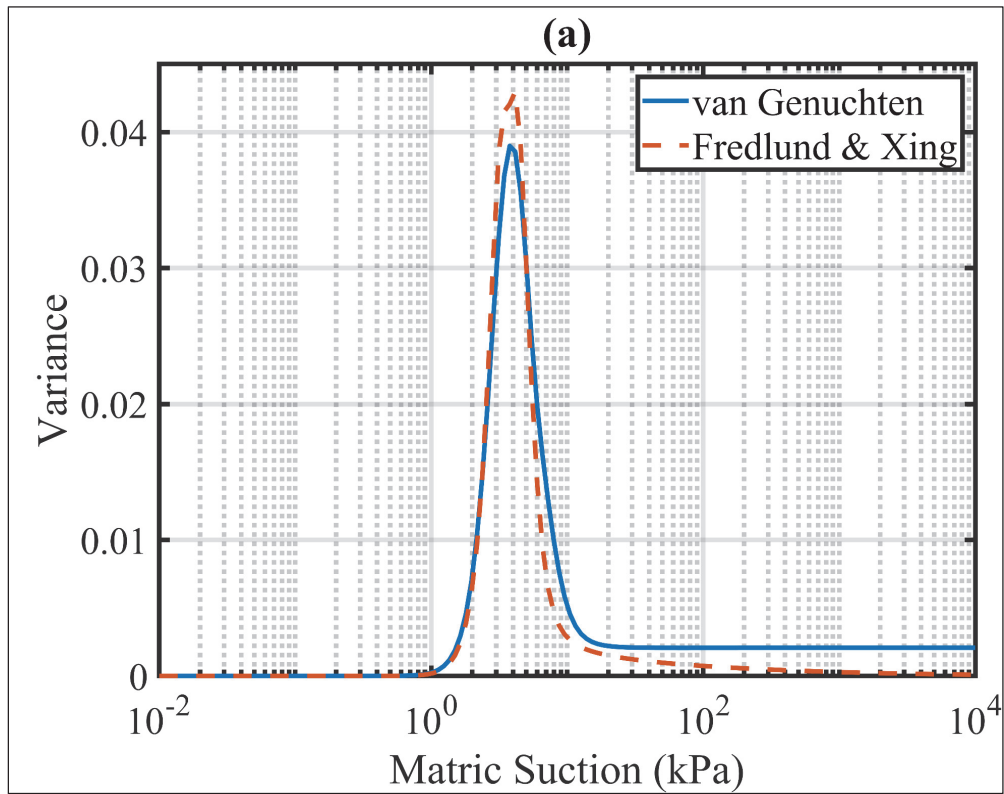 (a)
van Genuchten
Fredlund & Xing
Variance
0.04
0.03
0.02
0.01
0
10⁻² 10⁰ 10² 10⁴
Matric Suction (kPa)